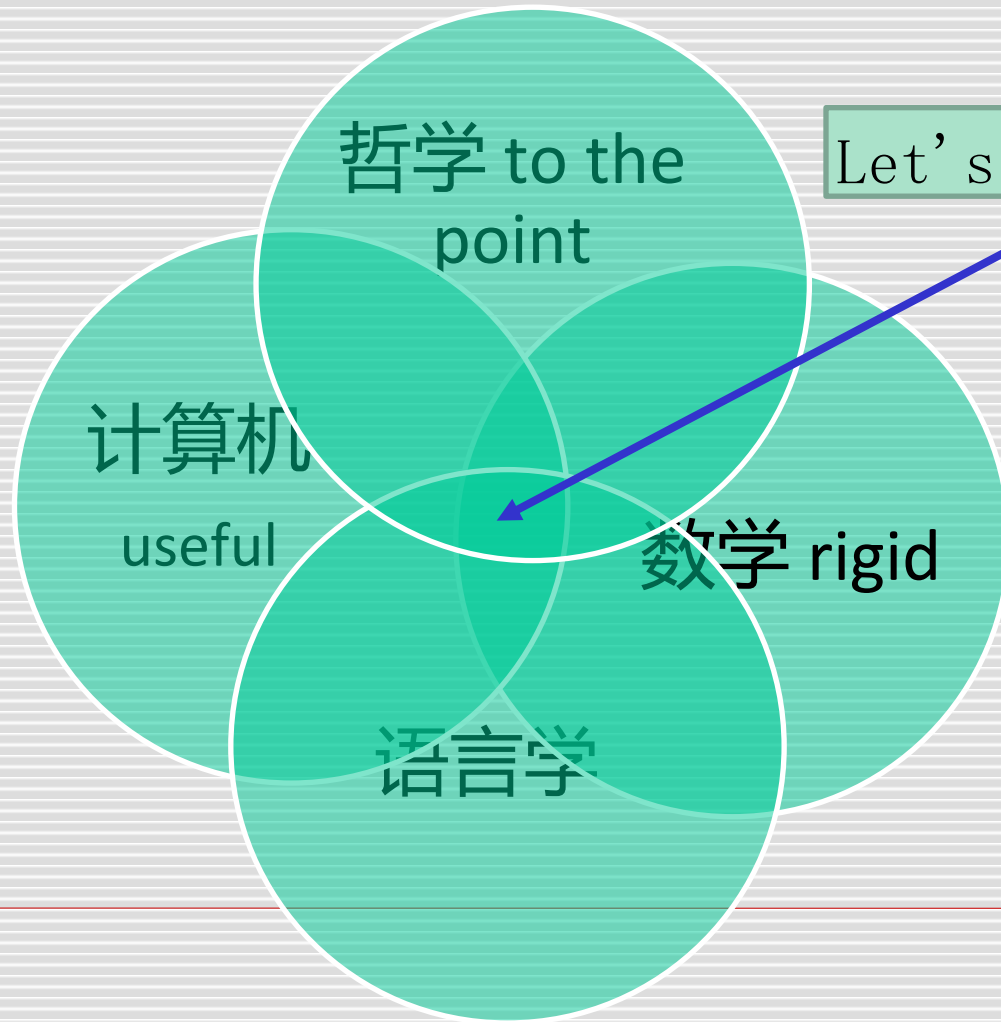 哲学 to the
point
Let's
计算机
useful
数学 rigid
语言学